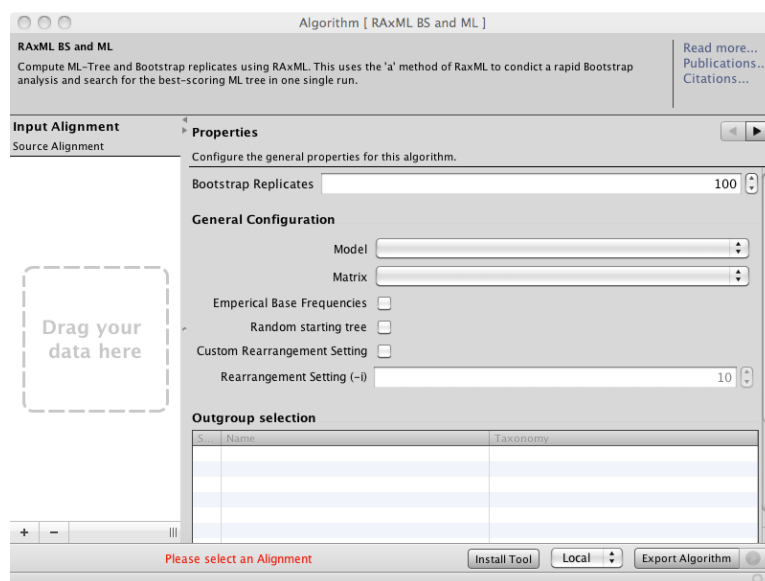 Algorithm [ RAxML BS and ML ]
RAxML BS and ML
Compute ML-Tree and Bootstrap replicates using RAxML. This uses the 'a' method of RaxML to condict a rapid Bootstrap
analysis and search for the best-scoring ML tree in one single run.
Read more...
Publications..
Citations...
Input Alignment
Source Alignment
Drag your
data here
Properties
Configure the general properties for this algorithm.
Bootstrap Replicates 100
General Configuration
Model
Matrix
Emperical Base Frequencies
Random starting tree
Custom Rearrangement Setting
Rearrangement Setting (-i) 10
Outgroup selection
S... Name Taxonomy
+ -
Please select an Alignment
Install Tool Local Export Algorithm